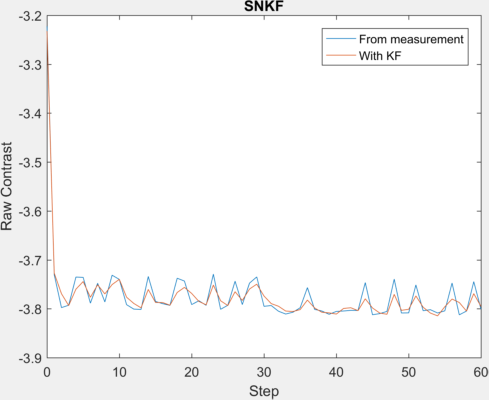 SNKF
-3.2
From measurement
With KF
-3.3
-3.4
-3.5
-3.6
-3.7
-3.8
-3.9
Raw Contrast
0 10 20 30 40 50 60
Step